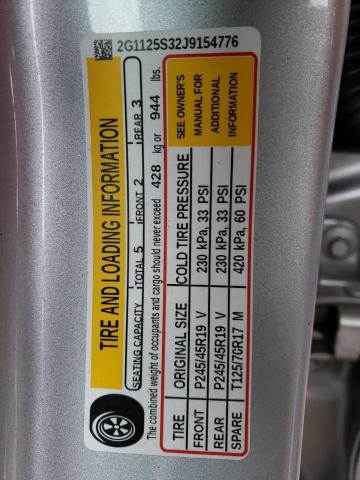 2G1125S32J9154776
TIRE AND LOADING INFORMATION
SEATING CAPACITY TOTAL 5 FRONT 2 REAR 3
The combined weight of occupants and cargo should never exceed 428 kg or 944 lbs.
TIRE ORIGINAL SIZE COLD TIRE PRESSURE
FRONT P245/45R19 V 230 kPa, 33 PSI
REAR P245/45R19 V 230 kPa, 33 PSI
SPARE T125/70R17 M 420 kPa, 60 PSI
SEE OWNER'S
MANUAL FOR
ADDITIONAL
INFORMATION